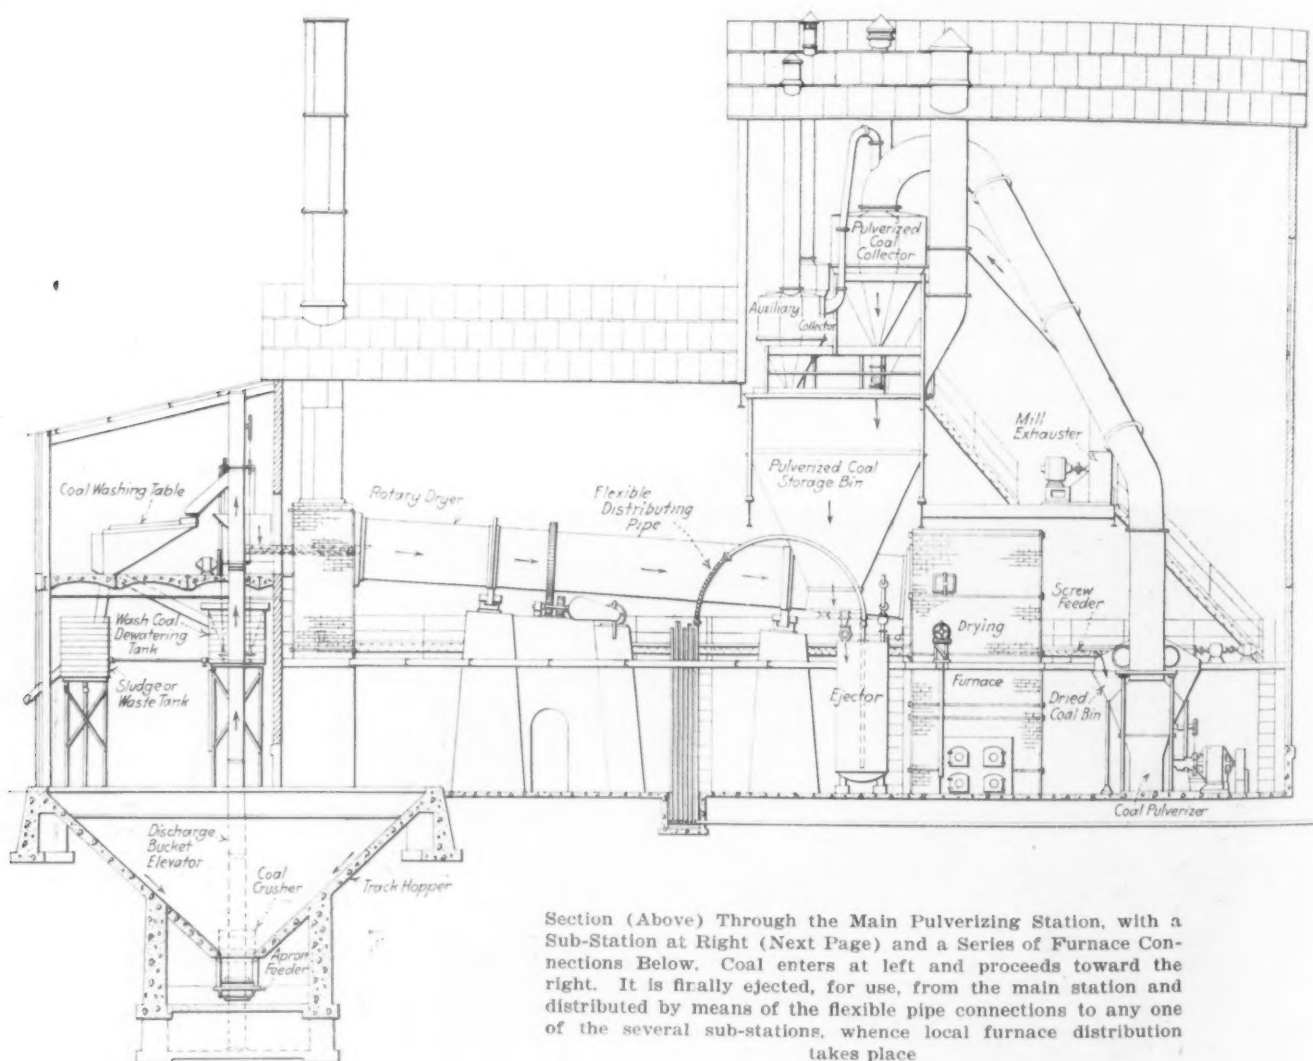 Pulverized
Coal
Collector
Auxiliary
Collector
Mill
Exhauster
Coal Washing Table
Rotary Dryer
Flexible
Distributing
Pipe
Pulverized Coal
Storage Bin
Screw
Feeder
Wash Coal
Dewatering
Tank
Drying
Furnace
Sludge or
Waste Tank
Ejector
Dried
Coal Bin
Coal Pulverizer
Discharge
Bucket
Elevator
Coal
Crusher
Track Hopper
Apron
Feeder
Section (Above) Through the Main Pulverizing Station, with a
Sub-Station at Right (Next Page) and a Series of Furnace Con-
nections Below. Coal enters at left and proceeds toward the
right. It is finally ejected, for use, from the main station and
distributed by means of the flexible pipe connections to any one
of the several sub-stations, whence local furnace distribution
takes place